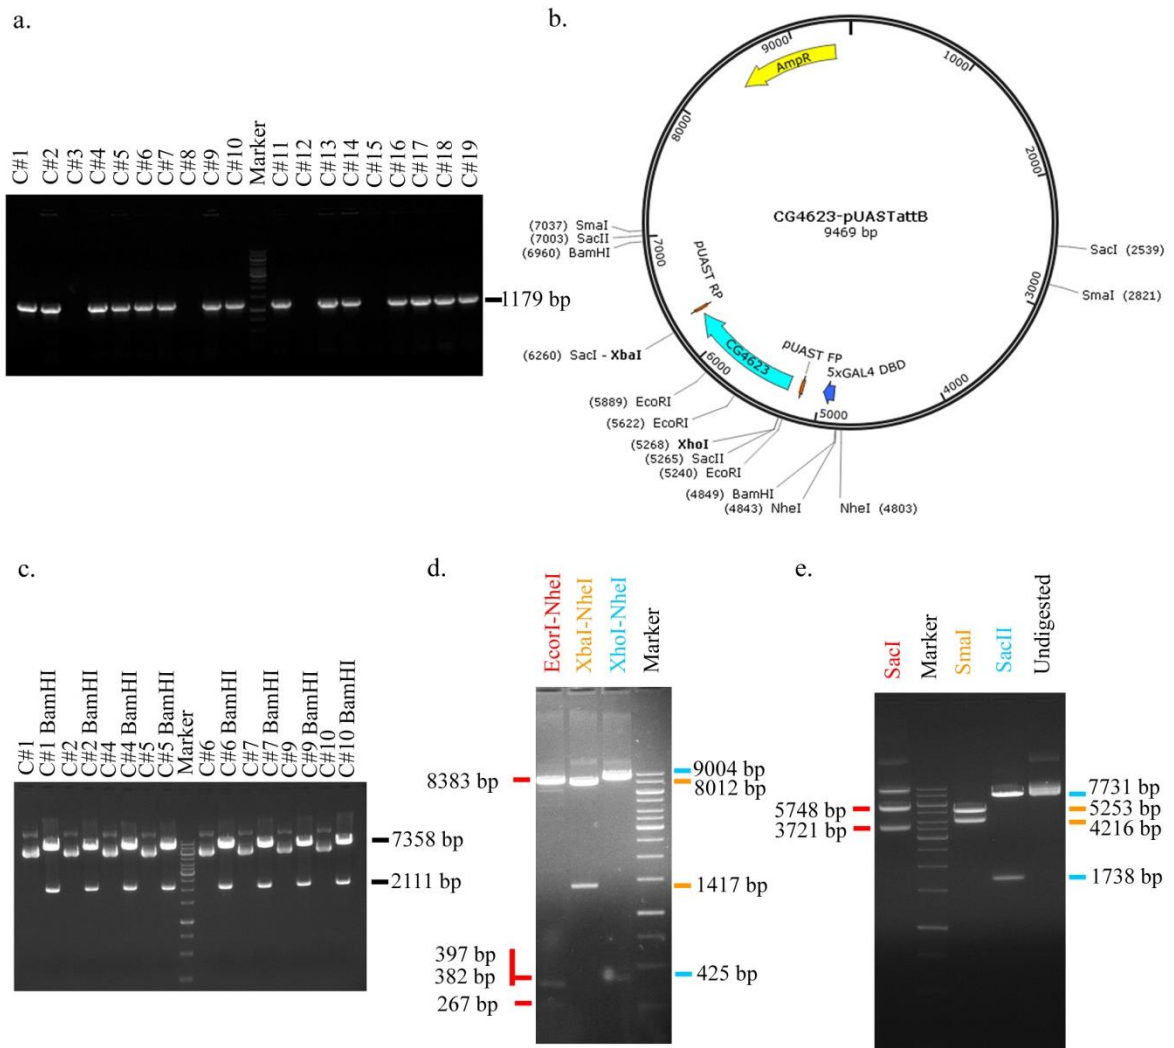 a.
C#1
C#2
C#3
C#4
C#5
C#6
C#7
C#8
C#9
C#10
Marker
C#11
C#12
C#13
C#14
C#15
C#16
C#17
C#18
C#19
1179 bp
b.
AmpR
1000
2000
3000
4000
5000
6000
7000
8000
9000
CG4623-pUASTattB
9469 bp
SacI (2539)
SmaI (2821)
(7037) SmaI
(7003) SacII
(6960) BamHI
pUAST RP
(6260) SacI - XbaI
CG4623
pUAST FP
5xGAL4 DBD
(5889) EcoRI
(5622) EcoRI
(5268) XhoI
(5265) SacII
(5240) EcoRI
(4849) BamHI
(4843) NheI
NheI (4803)
c.
C#1
C#1 BamHI
C#2
C#2 BamHI
C#4
C#4 BamHI
C#5
C#5 BamHI
Marker
C#6
C#6 BamHI
C#7
C#7 BamHI
C#9
C#9 BamHI
C#10
C#10 BamHI
7358 bp
2111 bp
d.
EcorI-NheI
XbaI-NheI
XhoI-NheI
Marker
8383 bp
397 bp
382 bp
267 bp
9004 bp
8012 bp
1417 bp
425 bp
e.
SacI
Marker
SmaI
SacII
Undigested
5748 bp
3721 bp
7731 bp
5253 bp
4216 bp
1738 bp